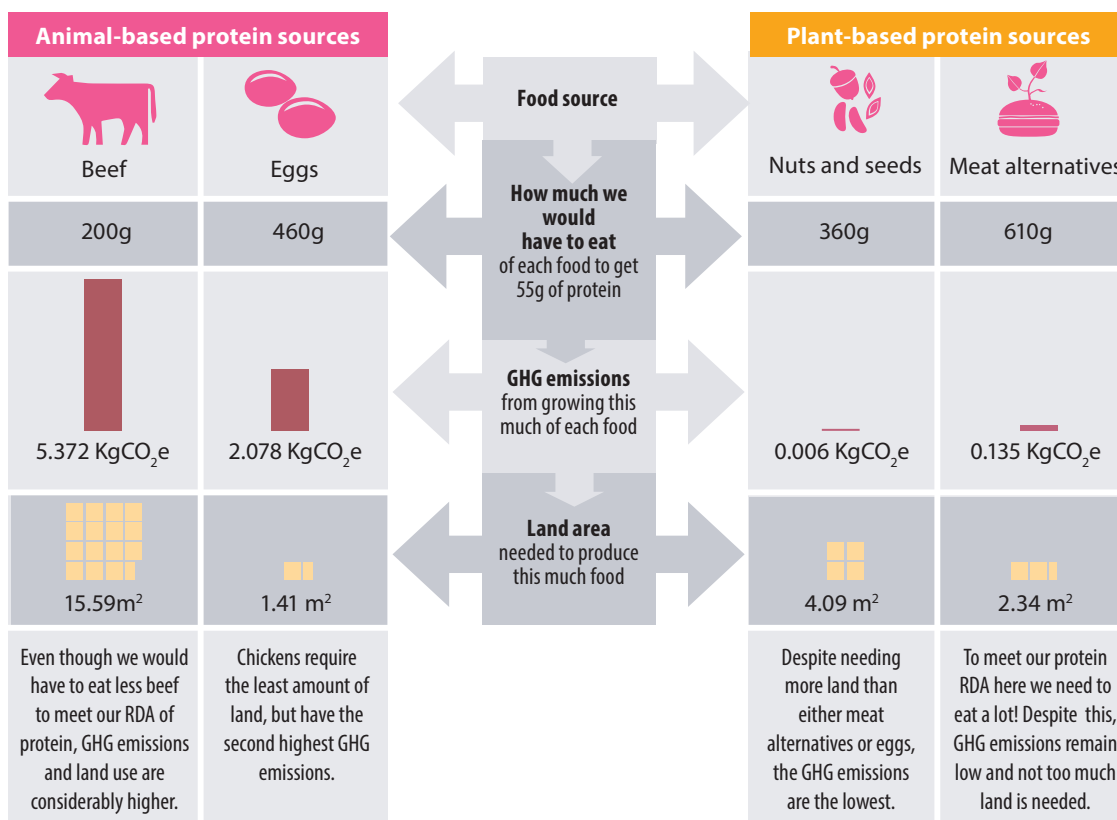 Animal-based protein sources
Plant-based protein sources
Beef
Eggs
Food source
Nuts and seeds
Meat alternatives
200g
460g
How much we
would
have to eat
of each food to get
55g of protein
360g
610g
5.372 KgCO₂e
2.078 KgCO₂e
GHG emissions
from growing this
much of each food
0.006 KgCO₂e
0.135 KgCO₂e
15.59m²
1.41 m²
Land area
needed to produce
this much food
4.09 m²
2.34 m²
Even though we would
have to eat less beef
to meet our RDA of
protein, GHG emissions
and land use are
considerably higher.
Chickens require
the least amount of
land, but have the
second highest GHG
emissions.
Despite needing
more land than
either meat
alternatives or eggs,
the GHG emissions
are the lowest.
To meet our protein
RDA here we need to
eat a lot! Despite this,
GHG emissions remain
low and not too much
land is needed.